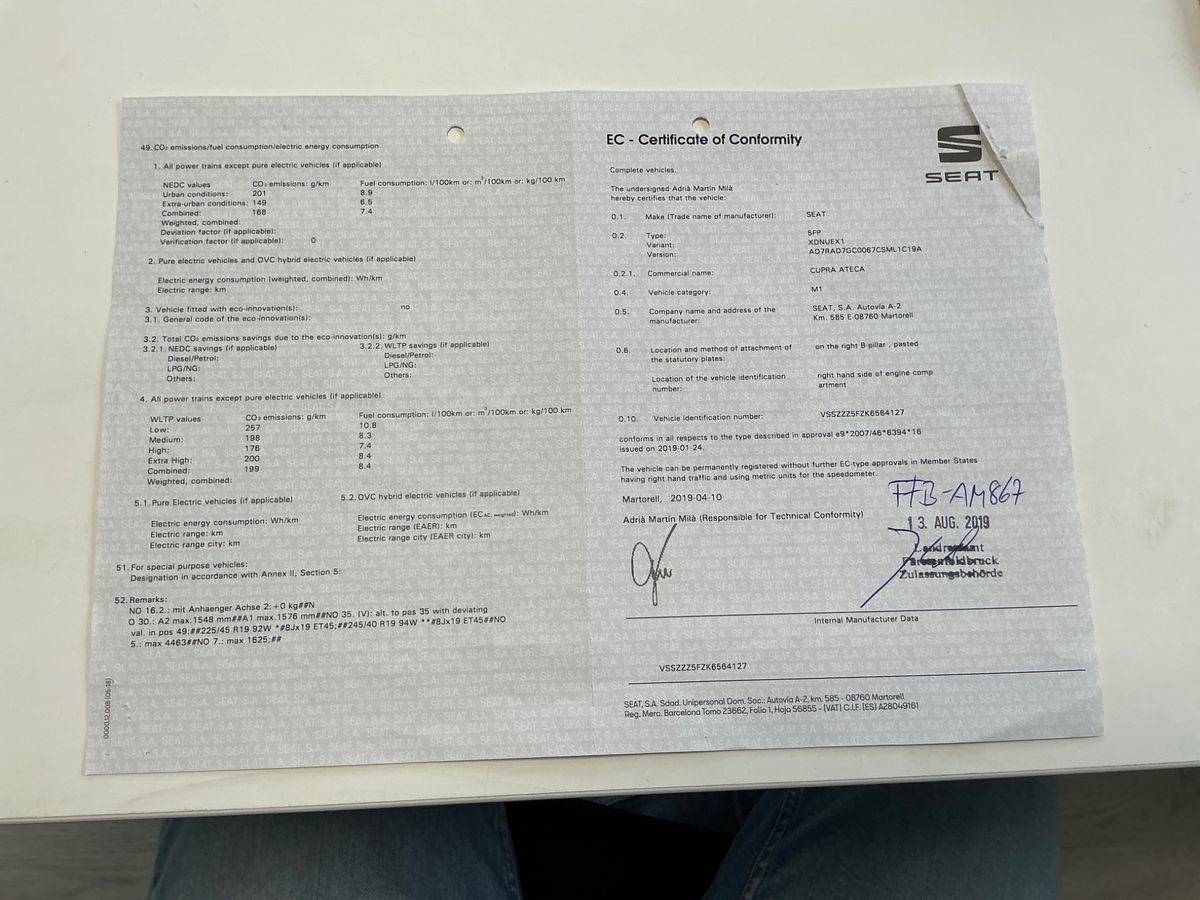 49. CO₂ emissions/fuel consumption/electric energy consumption
1. All power trains except pure electric vehicles (if applicable)
NEDC values CO₂ emissions: g/km Fuel consumption: l/100km or: m³/100km or: kg/100 km
Urban conditions: 201 8.9
Extra-urban conditions: 149 6.5
Combined: 168 7.4
Weighted, combined:
Deviation factor (if applicable):
Verification factor (if applicable): 0
2. Pure electric vehicles and OVC hybrid electric vehicles (if applicable)
Electric energy consumption (weighted, combined): Wh/km
Electric range: km
3. Vehicle fitted with eco-innovation(s): no
3.1. General code of the eco-innovation(s):
3.2. Total CO₂ emissions savings due to the eco-innovation(s): g/km
3.2.1. NEDC savings (if applicable) 3.2.2. WLTP savings (if applicable)
Diesel/Petrol: Diesel/Petrol:
LPG/NG: LPG/NG:
Others: Others:
4. All power trains except pure electric vehicles (if applicable)
WLTP values CO₂ emissions: g/km Fuel consumption: l/100km or: m³/100km or: kg/100 km
Low: 257 10.8
Medium: 198 8.3
High: 176 7.4
Extra High: 200 8.4
Combined: 199 8.4
Weighted, combined:
5.1. Pure Electric vehicles (if applicable) 5.2. OVC hybrid electric vehicles (if applicable)
Electric energy consumption: Wh/km Electric energy consumption (ECAC, weighted): Wh/km
Electric range: km Electric range (EAER): km
Electric range city: km Electric range city (EAER city): km
51. For special purpose vehicles:
Designation in accordance with Annex II, Section 5:
52. Remarks:
NO 16.2.: mit Anhaenger Achse 2: +0 kg##N
O 30.: A2 max.1548 mm##A1 max.1576 mm##NO 35. (V): alt. to pos 35 with deviating
val. in pos 49:##225/45 R19 92W *#8Jx19 ET45;##245/40 R19 94W **#8Jx19 ET45##NO
5.: max 4463##NO 7.: max 1625;##
0000.12.008 (05-18)
EC - Certificate of Conformity
SEAT
Complete vehicles.
The undersigned Adrià Martín Milà
hereby certifies that the vehicle:
0.1. Make (Trade name of manufacturer): SEAT
0.2. Type: 5FP
Variant: XDNUEX1
Version: AD7RAD7GC0067CSML1C19A
0.2.1. Commercial name: CUPRA ATECA
0.4. Vehicle category: M1
0.5. Company name and address of the SEAT, S.A. Autovía A-2
manufacturer: Km. 585 E-08760 Martorell
0.6. Location and method of attachment of on the right B-pillar , pasted
the statutory plates:
Location of the vehicle identification right hand side of engine comp
number: artment
0.10. Vehicle identification number: VSSZZZ5FZK6564127
conforms in all respects to the type described in approval e9*2007/46*6394*16
issued on 2019-01-24.
The vehicle can be permanently registered without further EC-type approvals in Member States
having right hand traffic and using metric units for the speedometer.
Martorell, 2019-04-10
FFB-AM867
Adrià Martín Milà (Responsible for Technical Conformity)
13. AUG. 2019
Landratsamt
Fürstenfeldbruck
Zulassungsbehörde
Internal Manufacturer Data
VSSZZZ5FZK6564127
SEAT, S.A. Sdad. Unipersonal Dom. Soc.: Autovía A-2, km. 585 - 08760 Martorell
Reg. Merc. Barcelona Tomo 23662, Folio 1, Hoja 56855 - (VAT) C.I.F. (ES) A28049161